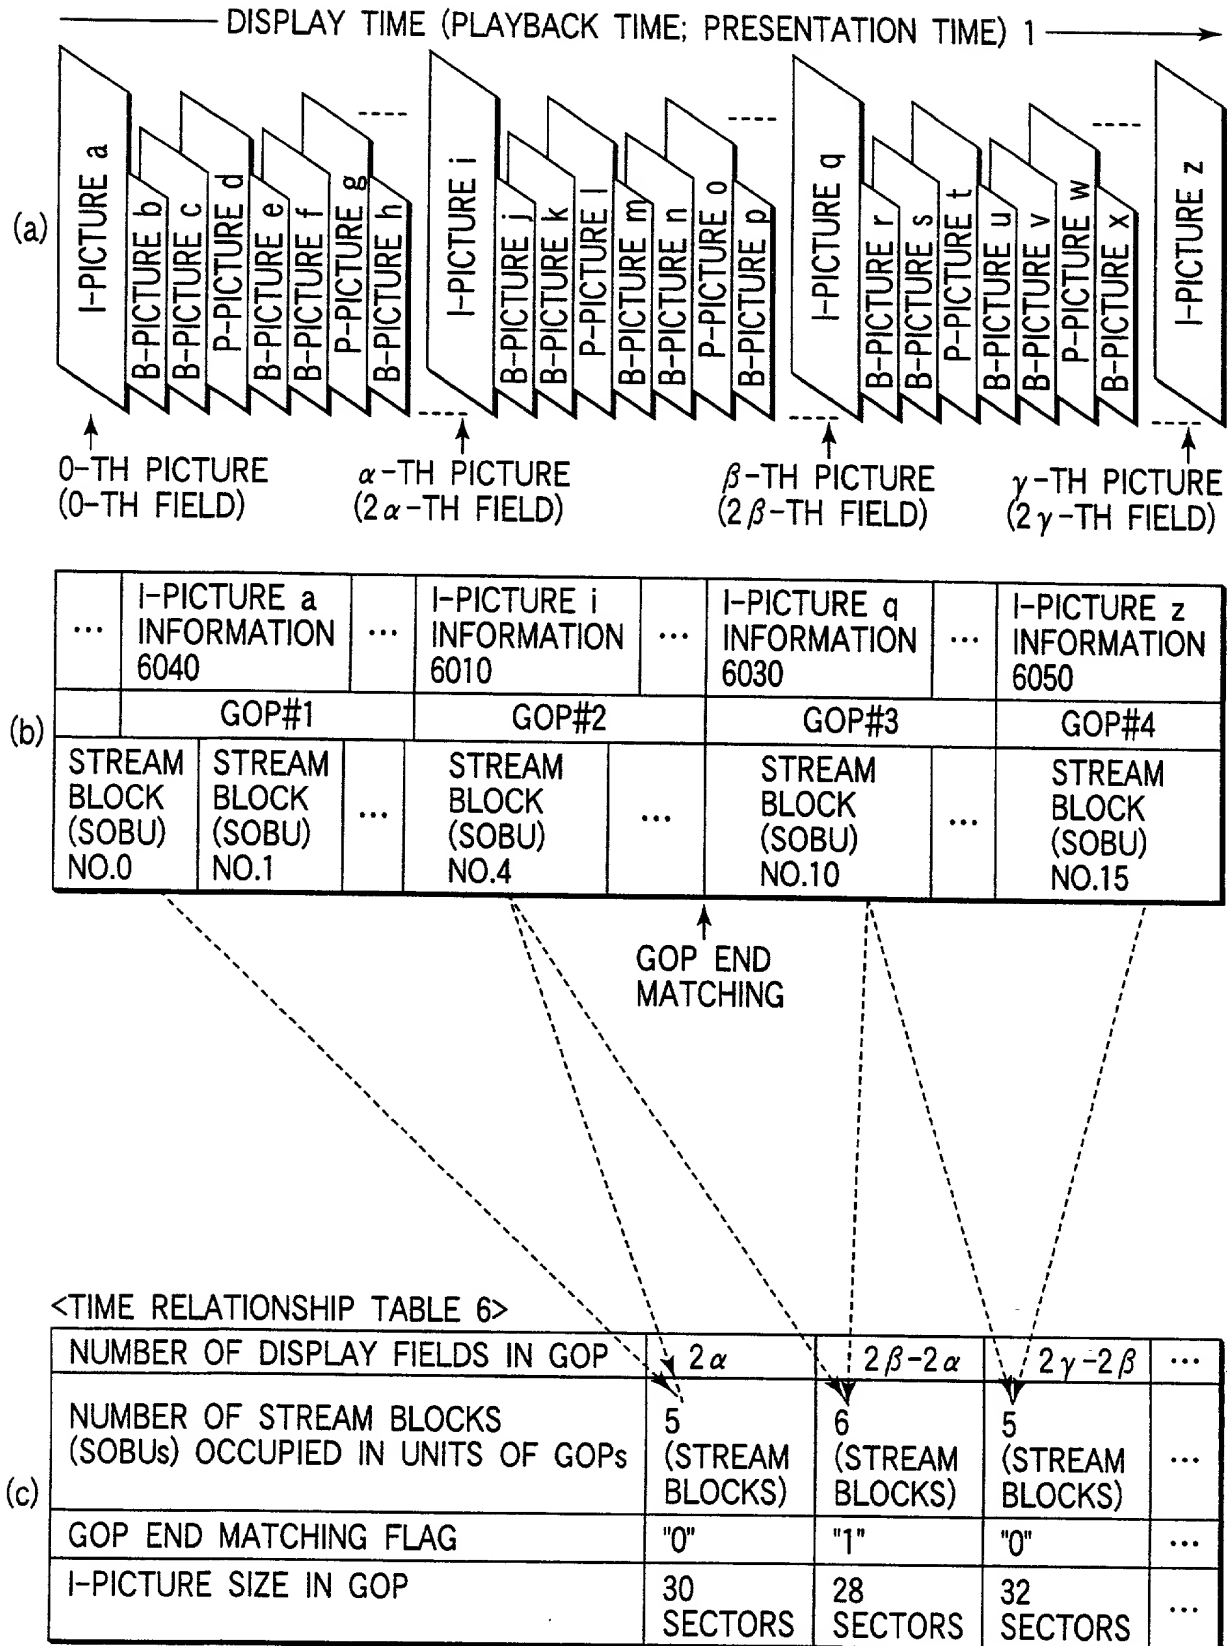 DISPLAY TIME (PLAYBACK TIME; PRESENTATION TIME) 1
(a)
I-PICTURE a
B-PICTURE b
B-PICTURE c
P-PICTURE d
B-PICTURE e
B-PICTURE f
P-PICTURE g
B-PICTURE h
I-PICTURE i
B-PICTURE j
B-PICTURE k
P-PICTURE l
B-PICTURE m
B-PICTURE n
P-PICTURE o
B-PICTURE p
I-PICTURE q
B-PICTURE r
B-PICTURE s
P-PICTURE t
B-PICTURE u
B-PICTURE v
P-PICTURE w
B-PICTURE x
I-PICTURE z
0-TH PICTURE
(0-TH FIELD)
α-TH PICTURE
(2α-TH FIELD)
β-TH PICTURE
(2β-TH FIELD)
γ-TH PICTURE
(2γ-TH FIELD)
(b)
...
I-PICTURE a
INFORMATION
6040
...
I-PICTURE i
INFORMATION
6010
...
I-PICTURE q
INFORMATION
6030
...
I-PICTURE z
INFORMATION
6050
GOP#1
GOP#2
GOP#3
GOP#4
STREAM
BLOCK
(SOBU)
NO.0
STREAM
BLOCK
(SOBU)
NO.1
...
STREAM
BLOCK
(SOBU)
NO.4
...
STREAM
BLOCK
(SOBU)
NO.10
...
STREAM
BLOCK
(SOBU)
NO.15
GOP END
MATCHING
<TIME RELATIONSHIP TABLE 6>
(c)
NUMBER OF DISPLAY FIELDS IN GOP
2α
2β-2α
2γ-2β
...
NUMBER OF STREAM BLOCKS
(SOBUs) OCCUPIED IN UNITS OF GOPs
5
(STREAM
BLOCKS)
6
(STREAM
BLOCKS)
5
(STREAM
BLOCKS)
...
GOP END MATCHING FLAG
"0"
"1"
"0"
...
I-PICTURE SIZE IN GOP
30
SECTORS
28
SECTORS
32
SECTORS
...